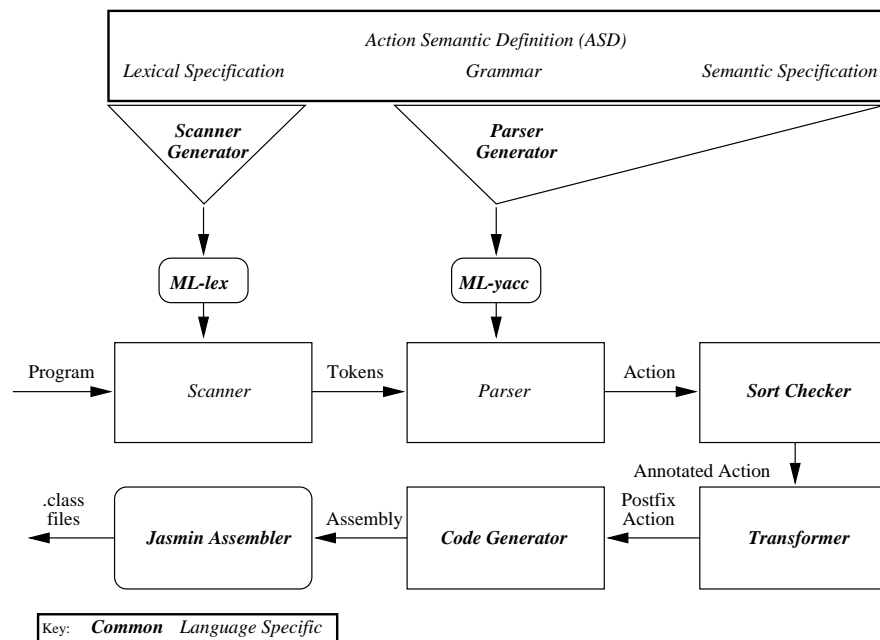 Action Semantic Definition (ASD)
Lexical Specification
Grammar
Semantic Specification
Scanner
Generator
Parser
Generator
ML-lex
ML-yacc
Program
Scanner
Tokens
Parser
Action
Sort Checker
Annotated Action
.class
files
Jasmin Assembler
Assembly
Code Generator
Postfix
Action
Transformer
Key: Common Language Specific